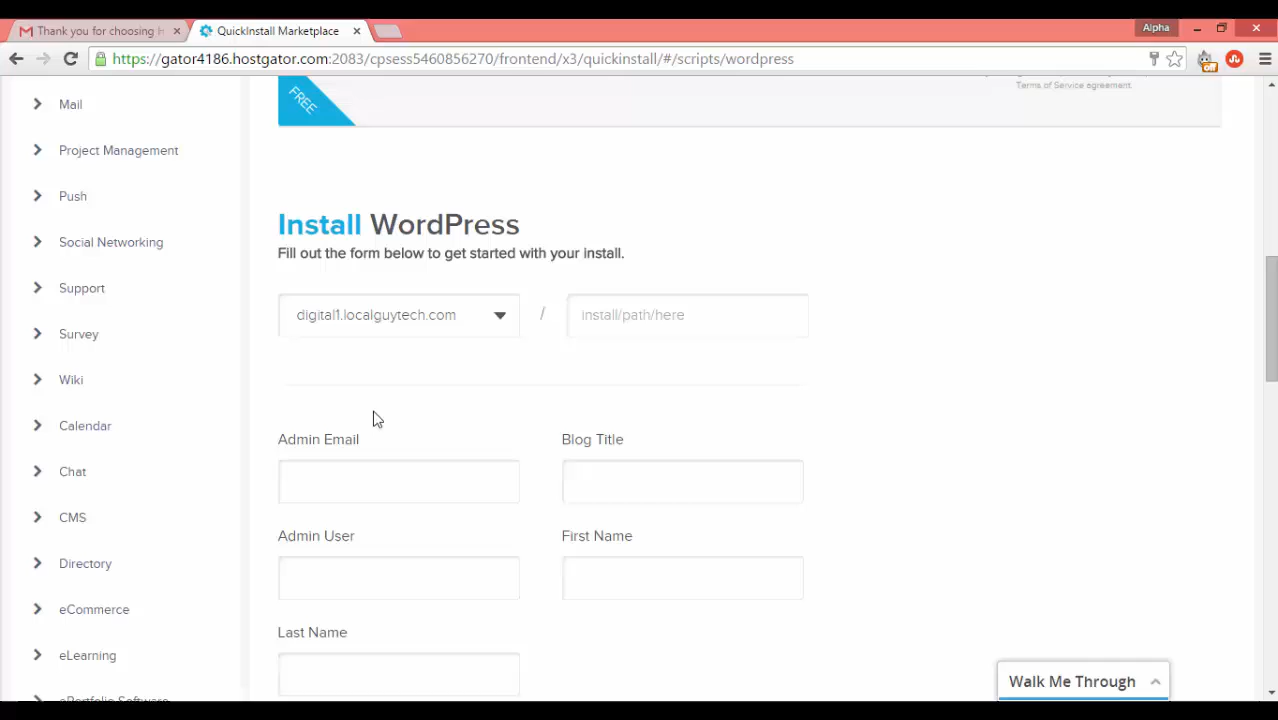 Thank you for choosing H
QuickInstall Marketplace
Alpha
https://gator4186.hostgator.com:2083/cpsess5460856270/frontend/x3/quickinstall/#/scripts/wordpress
off
Mail
Project Management
Push
Social Networking
Support
Survey
Wiki
Calendar
Chat
CMS
Directory
eCommerce
eLearning
ePortfolio Software
FREE
Terms of Service agreement.
Install WordPress
Fill out the form below to get started with your install.
digital1.localguytech.com / install/path/here
Admin Email Blog Title
Admin User First Name
Last Name
Walk Me Through